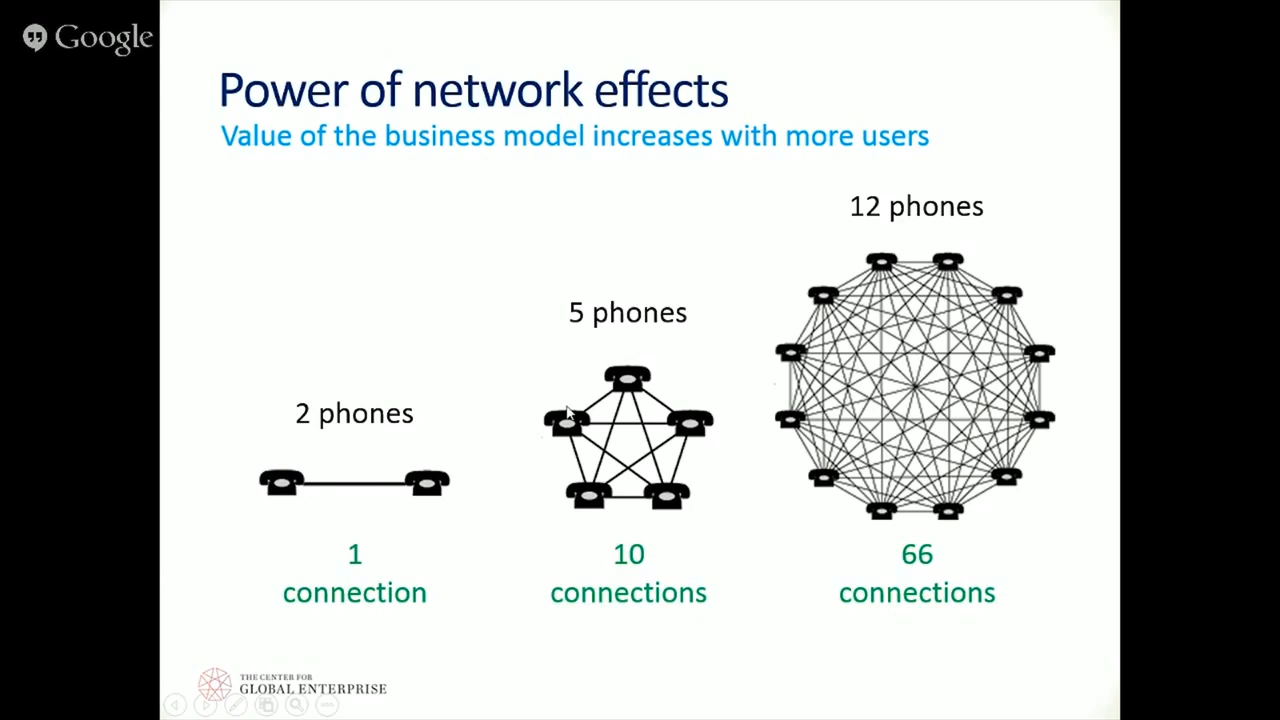 Google
Power of network effects
Value of the business model increases with more users
12 phones
5 phones
2 phones
1
connection
10
connections
66
connections
THE CENTER FOR
GLOBAL ENTERPRISE